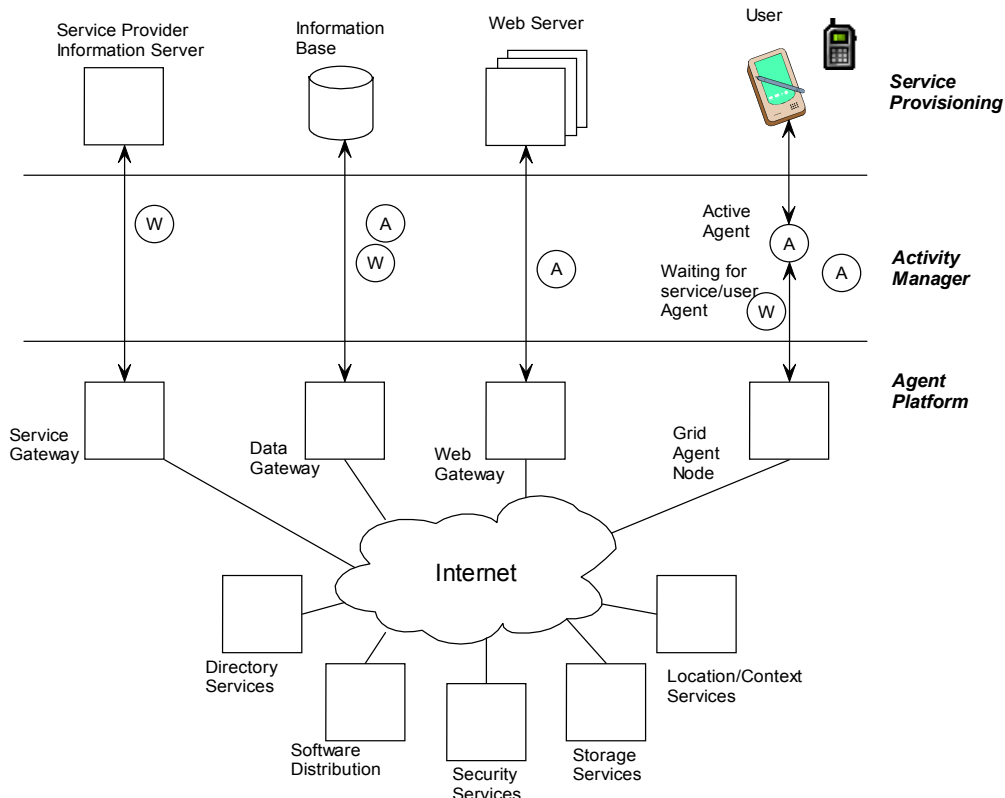 Service Provider
Information Server
Information
Base
Web Server
User
Service
Provisioning
W
A
W
A
Active
Agent
A
A
Waiting for
service/user
Agent
W
Activity
Manager
Agent
Platform
Service
Gateway
Data
Gateway
Web
Gateway
Grid
Agent
Node
Internet
Directory
Services
Software
Distribution
Security
Services
Storage
Services
Location/Context
Services